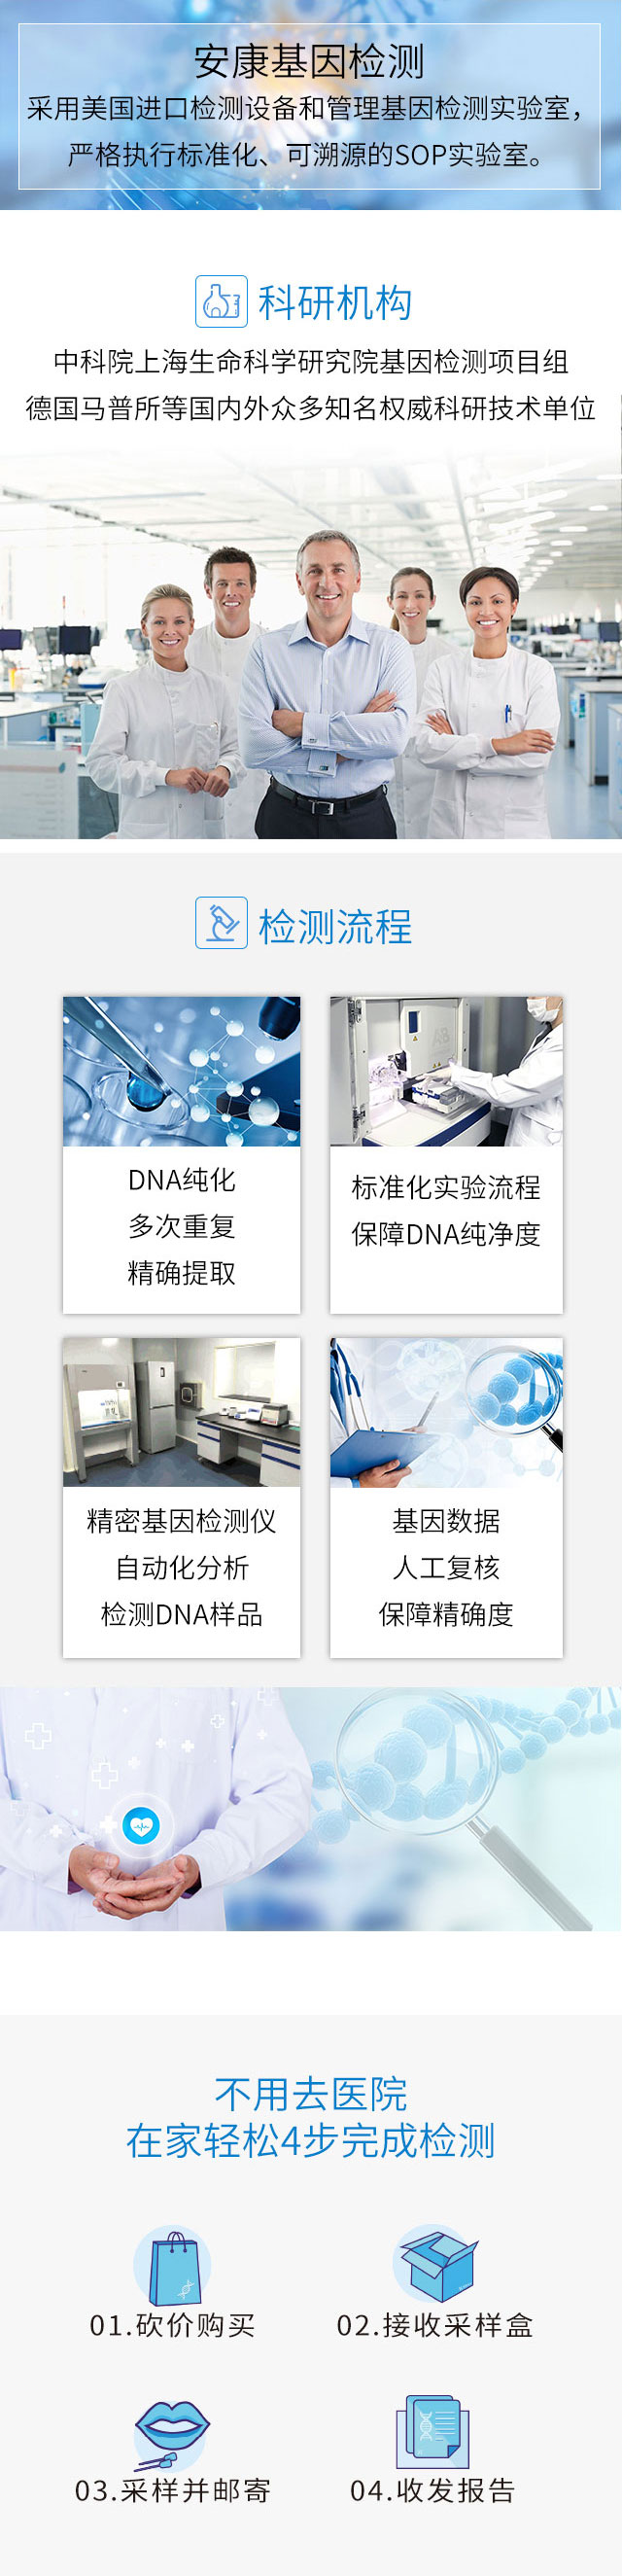 安康基因检测
采用美国进口检测设备和管理基因检测实验室，
严格执行标准化、可溯源的SOP实验室。
科研机构
中科院上海生命科学研究院基因检测项目组
德国马普所等国内外众多知名权威科研技术单位
检测流程
DNA纯化
多次重复
精确提取
标准化实验流程
保障DNA纯净度
精密基因检测仪
自动化分析
检测DNA样品
基因数据
人工复核
保障精确度
不用去医院
在家轻松4步完成检测
01.砍价购买
02.接收采样盒
03.采样并邮寄
04.收发报告